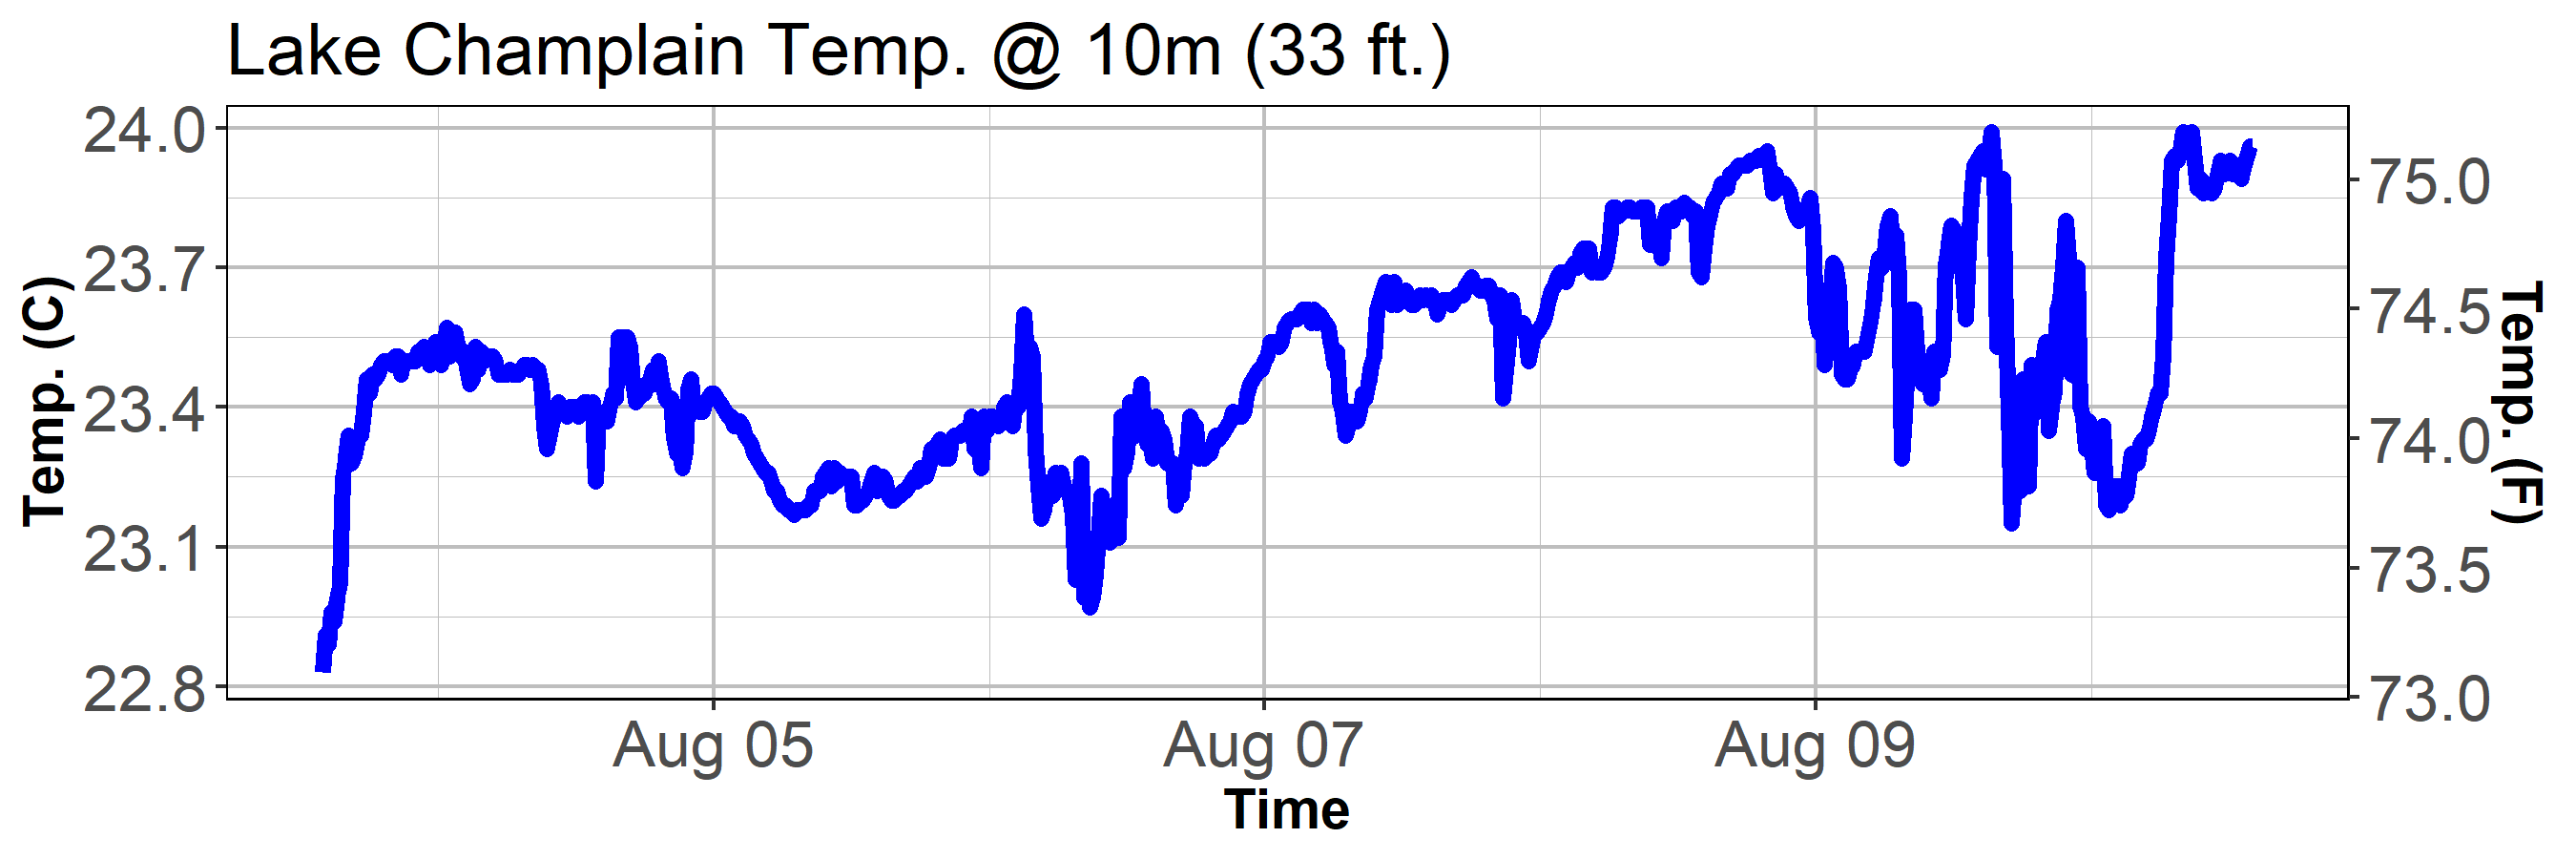 Lake Champlain Temp. @ 10m (33 ft.)
Temp. (C)
24.0
23.7
23.4
23.1
22.8
75.0
74.5
74.0
73.5
73.0
Temp. (F)
Aug 05 Aug 07 Aug 09
Time